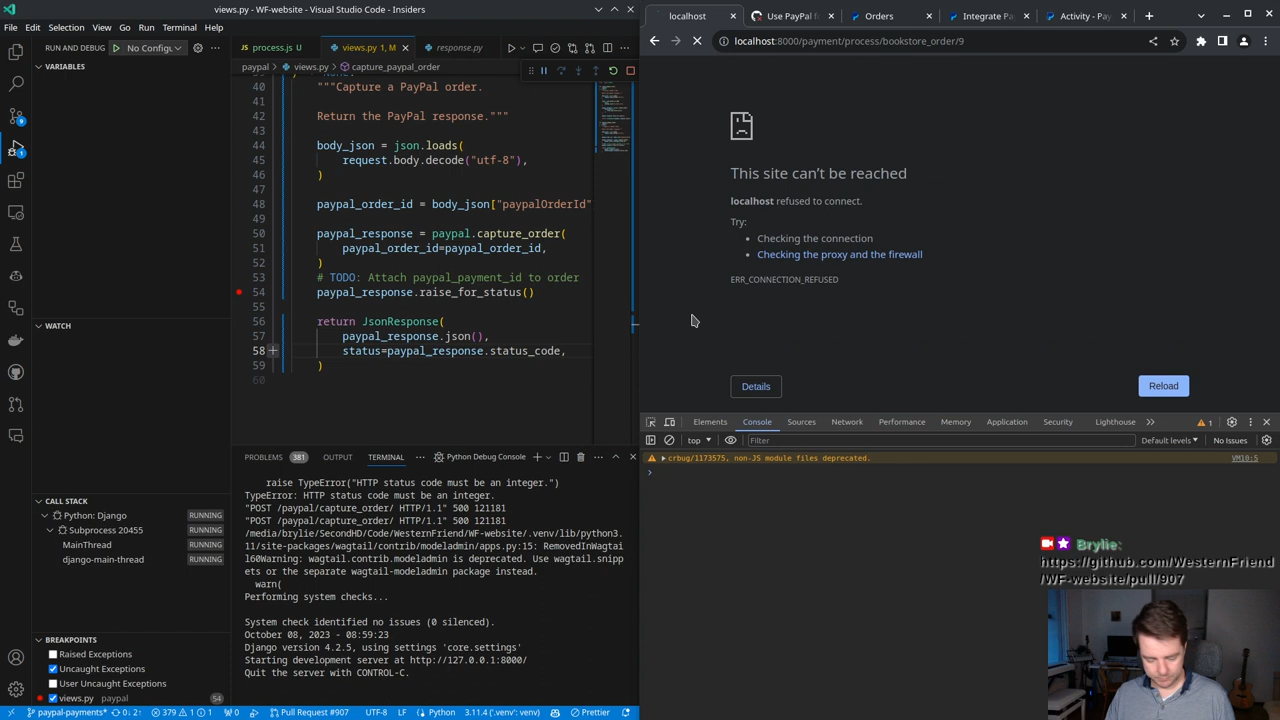 views.py - WF-website - Visual Studio Code - Insiders
File Edit Selection View Go Run Terminal Help
RUN AND DEBUG No Config
process.js U views.py 1, M response.py
paypal > views.py > capture_paypal_order
VARIABLES
40 """Capture a PayPal order.
41
42 Return the PayPal response."""
43
44 body_json = json.loads(
45 request.body.decode("utf-8"),
46 )
47
48 paypal_order_id = body_json["paypalOrderId"
49
50 paypal_response = paypal.capture_order(
51 paypal_order_id=paypal_order_id,
52 )
53 # TODO: Attach paypal_payment_id to order
54 paypal_response.raise_for_status()
55
56 return JsonResponse(
57 paypal_response.json(),
58 status=paypal_response.status_code,
59 )
60
WATCH
CALL STACK
Python: Django RUNNING
Subprocess 20455 RUNNING
MainThread RUNNING
django-main-thread RUNNING
BREAKPOINTS
Raised Exceptions
Uncaught Exceptions
User Uncaught Exceptions
views.py paypal 54
PROBLEMS 381 OUTPUT TERMINAL Python Debug Console
raise TypeError("HTTP status code must be an integer.")
TypeError: HTTP status code must be an integer.
"POST /paypal/capture_order/ HTTP/1.1" 500 121181
"POST /paypal/capture_order/ HTTP/1.1" 500 121181
/media/brylie/SecondHD/Code/WesternFriend/WF-website/.venv/lib/python3.
11/site-packages/wagtail/contrib/modeladmin/apps.py:15: RemovedInWagtai
l60Warning: wagtail.contrib.modeladmin is deprecated. Use wagtail.snipp
ets or the separate wagtail-modeladmin package instead.
warn(
Performing system checks...
System check identified no issues (0 silenced).
October 08, 2023 - 08:59:23
Django version 4.2.5, using settings 'core.settings'
Starting development server at http://127.0.0.1:8000/
Quit the server with CONTROL-C.
paypal-payments* 0↓ 2↑ 379 1 1 0 Pull Request #907 UTF-8 LF Python 3.11.4 ('.venv': venv) Prettier
localhost Use PayPal f Orders Integrate Pa Activity - Pay
localhost:8000/payment/process/bookstore_order/9
This site can't be reached
localhost refused to connect.
Try:
• Checking the connection
• Checking the proxy and the firewall
ERR_CONNECTION_REFUSED
Details Reload
Elements Console Sources Network Performance Memory Application Security Lighthouse 1
top Filter Default levels No Issues
crbug/1173575, non-JS module files deprecated. VM10:5
Brylie:
https://github.com/WesternFriend
/WF-website/pull/907